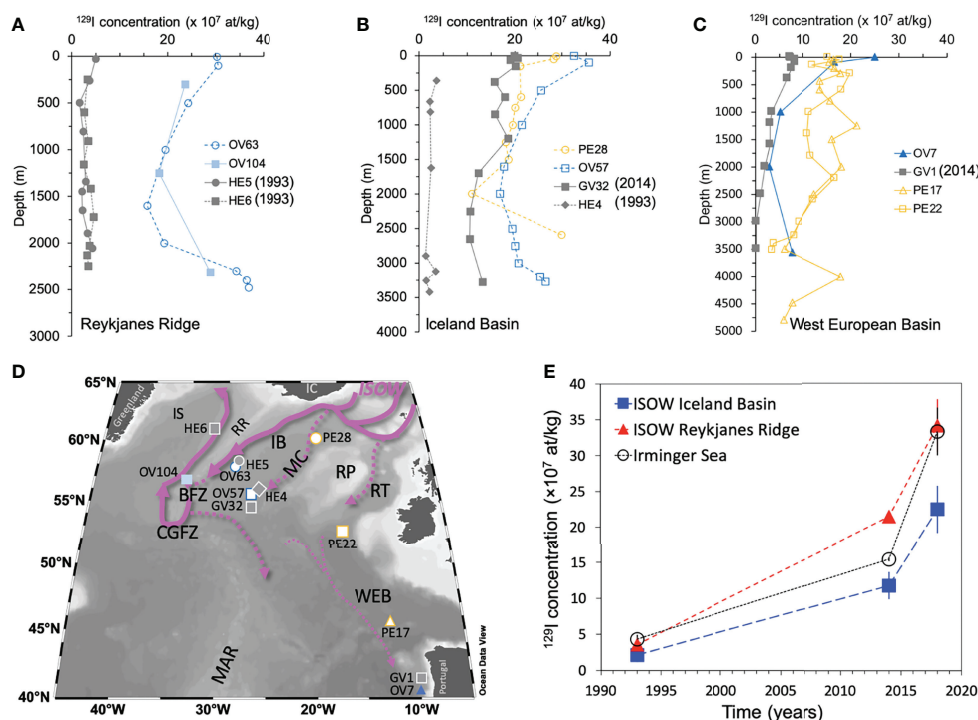 A
¹²⁹I concentration (x 10⁷ at/kg)
0 20 40
0
500
1000
1500
2000
2500
3000
Depth (m)
OV63
OV104
HE5 (1993)
HE6 (1993)
Reykjanes Ridge
B
¹²⁹I concentration (x 10⁷ at/kg)
0 10 20 30 40
0
500
1000
1500
2000
2500
3000
3500
4000
Depth (m)
PE28
OV57
GV32 (2014)
HE4 (1993)
Iceland Basin
C
¹²⁹I concentration (x 10⁷ at/kg)
0 10 20 30 40
0
500
1000
1500
2000
2500
3000
3500
4000
4500
5000
Depth (m)
OV7
GV1 (2014)
PE17
PE22
West European Basin
D
65°N
60°N
55°N
50°N
45°N
40°N
40°W 30°W 20°W 10°W
Greenland
IC
ISOW
IS
RR
HE6
IB
MC
PE28
HE5
OV63
RP
RT
OV104
BFZ
OV57
HE4
GV32
CGFZ
PE22
WEB
PE17
MAR
GV1
OV7
Portugal
Ocean Data View
E
¹²⁹I concentration (×10⁷ at/kg)
40
35
30
25
20
15
10
5
0
ISOW Iceland Basin
ISOW Reykjanes Ridge
Irminger Sea
1990 1995 2000 2005 2010 2015 2020
Time (years)